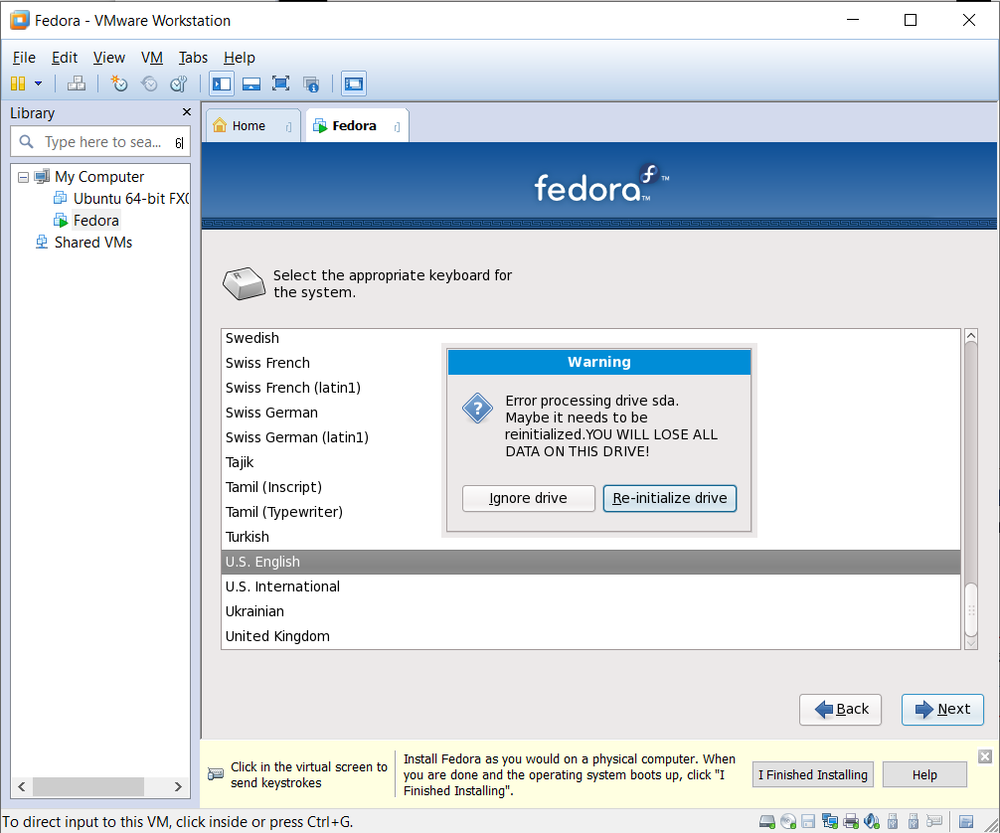 Fedora - VMware Workstation
File Edit View VM Tabs Help
Library
Type here to sea...
My Computer
Ubuntu 64-bit FX
Fedora
Shared VMs
Home
Fedora
fedora™
Select the appropriate keyboard for
the system.
Swedish
Swiss French
Swiss French (latin1)
Swiss German
Swiss German (latin1)
Tajik
Tamil (Inscript)
Tamil (Typewriter)
Turkish
U.S. English
U.S. International
Ukrainian
United Kingdom
Warning
Error processing drive sda.
Maybe it needs to be
reinitialized.YOU WILL LOSE ALL
DATA ON THIS DRIVE!
Ignore drive
Re-initialize drive
Back
Next
Click in the virtual screen to
send keystrokes
Install Fedora as you would on a physical computer. When
you are done and the operating system boots up, click "I
Finished Installing".
I Finished Installing
Help
To direct input to this VM, click inside or press Ctrl+G.